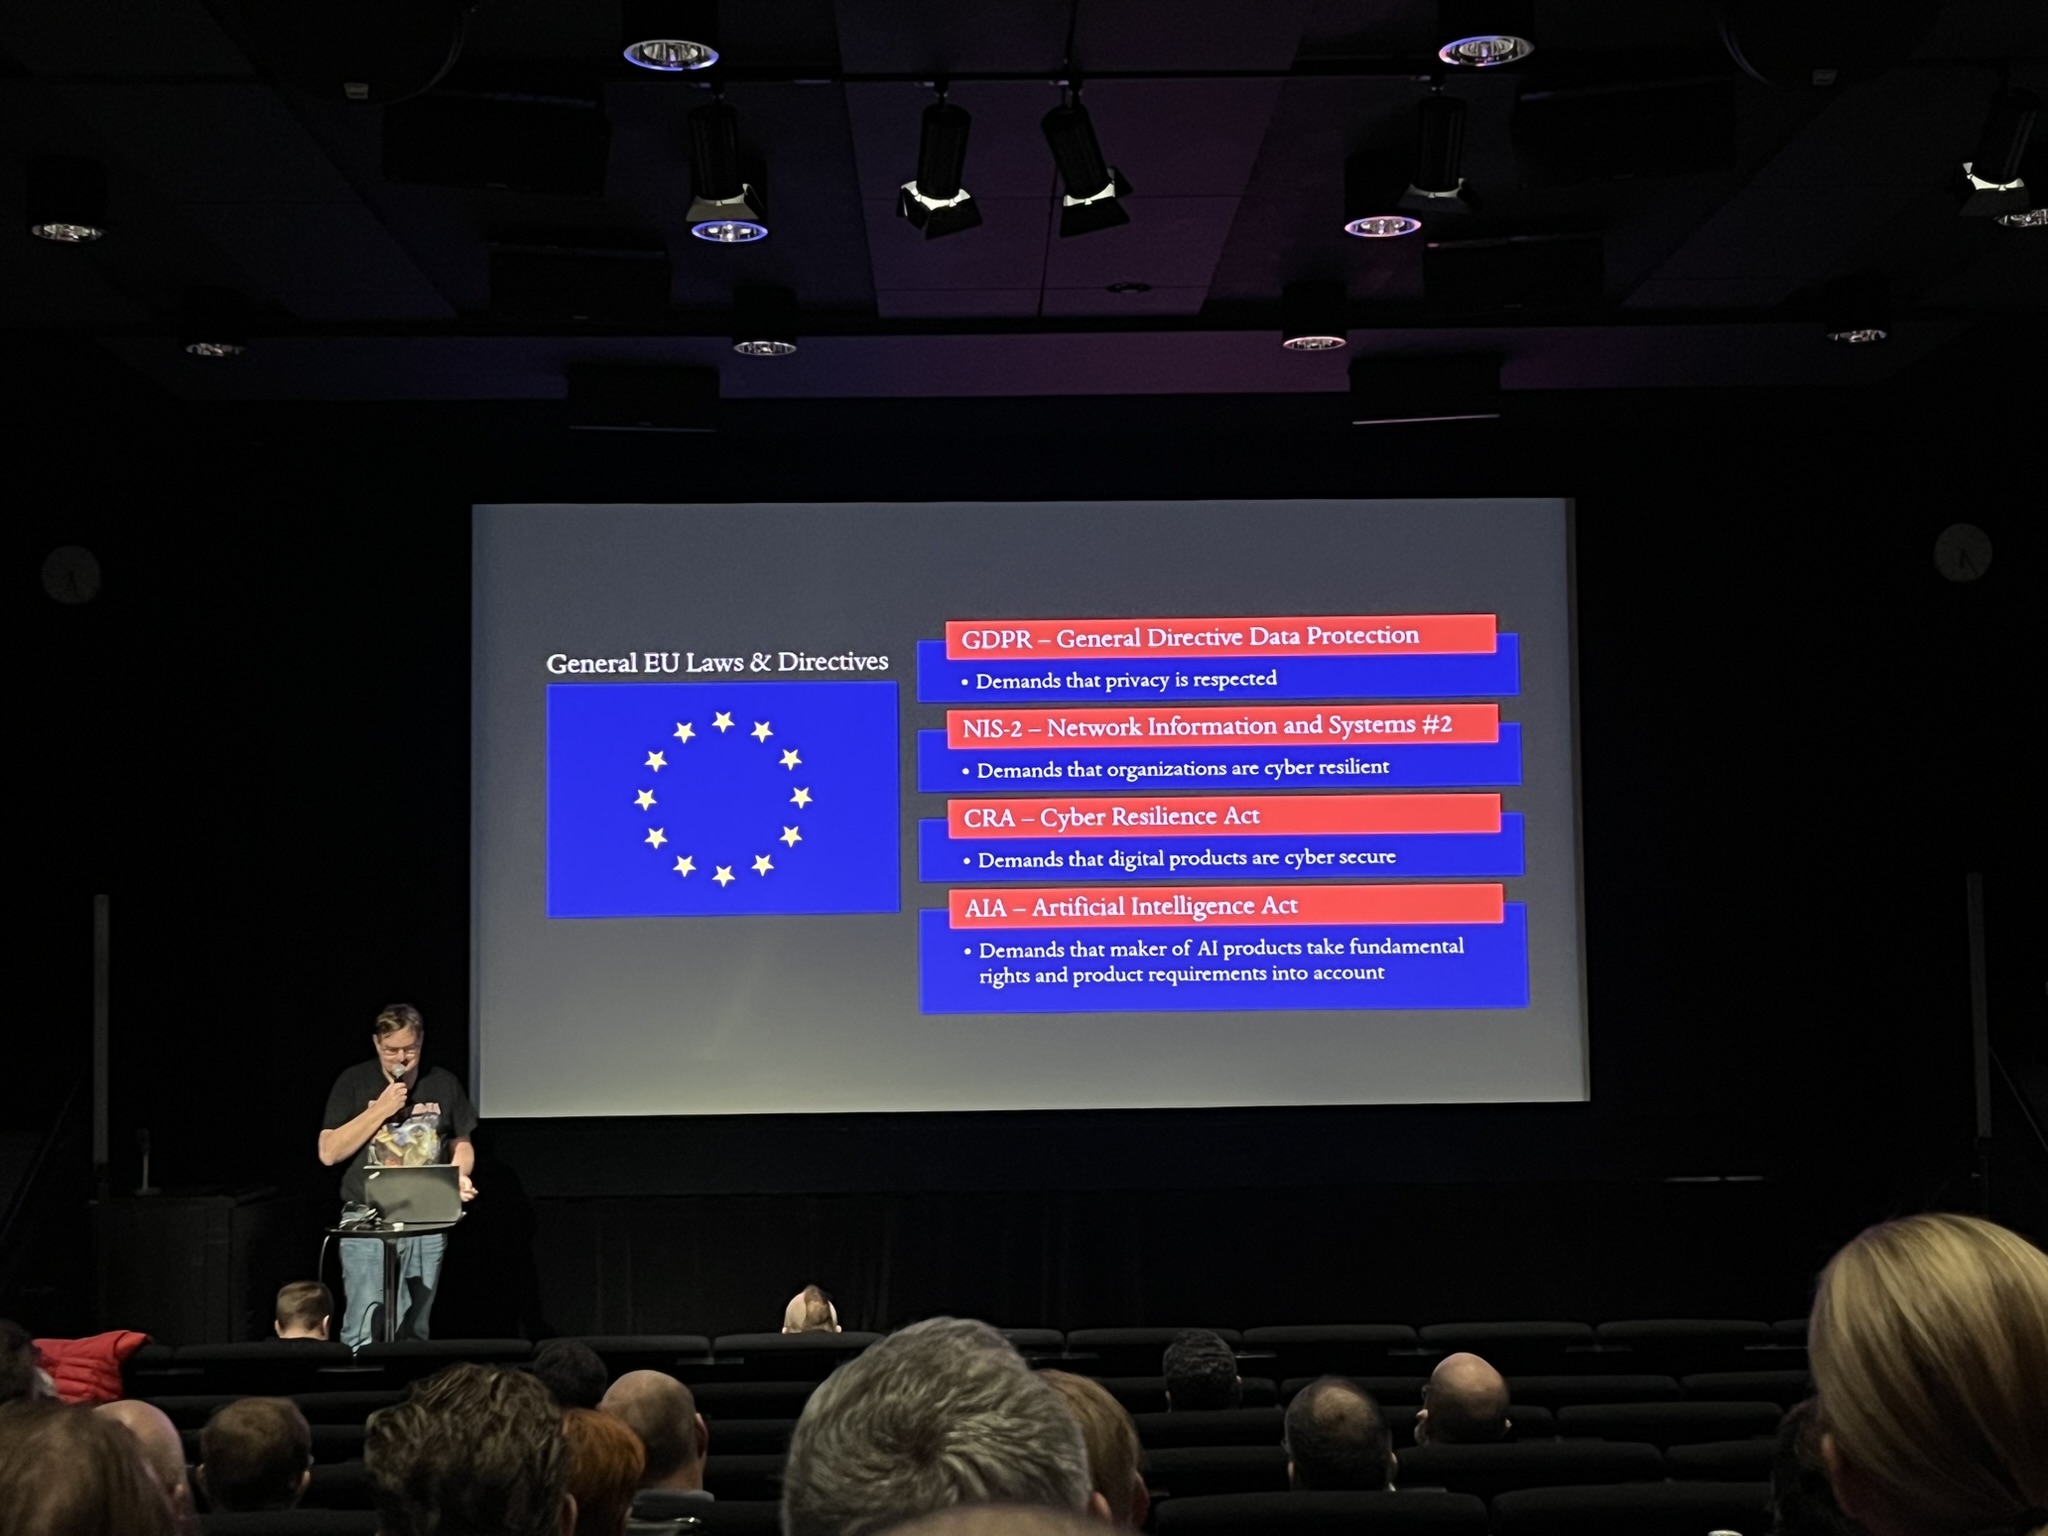 General EU Laws & Directives
GDPR – General Directive Data Protection
• Demands that privacy is respected
NIS-2 – Network Information and Systems #2
• Demands that organizations are cyber resilient
CRA – Cyber Resilience Act
• Demands that digital products are cyber secure
AIA – Artificial Intelligence Act
• Demands that maker of AI products take fundamental
rights and product requirements into account